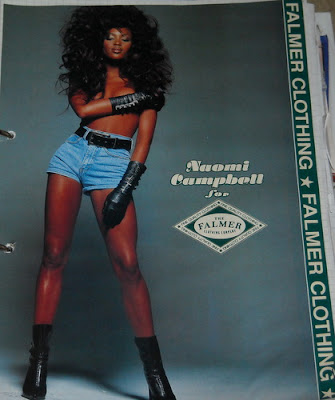 Naomi
Campbell
for
THE
FALMER
CLOTHING COMPANY
FALMER CLOTHING ★ FALMER CLOTHING ★